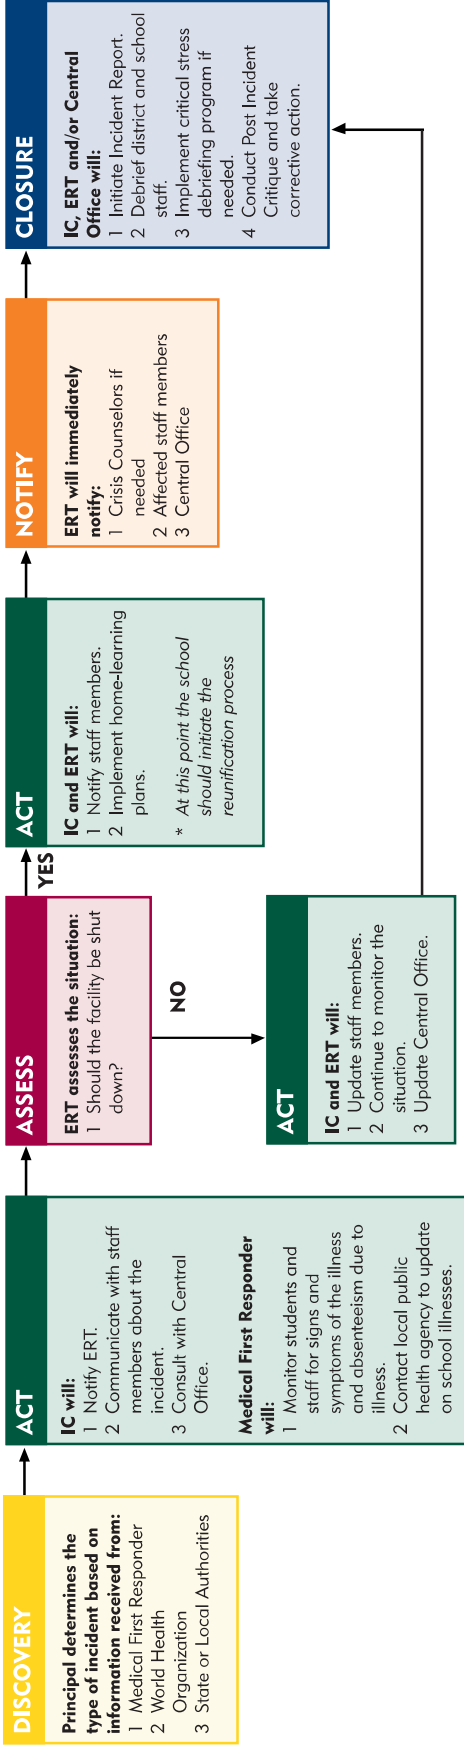 DISCOVERY
Principal determines the
type of incident based on
information received from:
1 Medical First Responder
2 World Health
Organization
3 State or Local Authorities
ACT
IC will:
1 Notify ERT.
2 Communicate with staff
members about the
incident.
3 Consult with Central
Office.
Medical First Responder
will:
1 Monitor students and
staff for signs and
symptoms of the illness
and absenteeism due to
illness.
2 Contact local public
health agency to update
on school illnesses.
ASSESS
ERT assesses the situation:
1 Should the facility be shut
down?
YES
NO
ACT
IC and ERT will:
1 Notify staff members.
2 Implement home-learning
plans.
* At this point the school
should initiate the
reunification process
ACT
IC and ERT will:
1 Update staff members.
2 Continue to monitor the
situation.
3 Update Central Office.
NOTIFY
ERT will immediately
notify:
1 Crisis Counselors if
needed
2 Affected staff members
3 Central Office
CLOSURE
IC, ERT and/or Central
Office will:
1 Initiate Incident Report.
2 Debrief district and school
staff.
3 Implement critical stress
debriefing program if
needed.
4 Conduct Post Incident
Critique and take
corrective action.